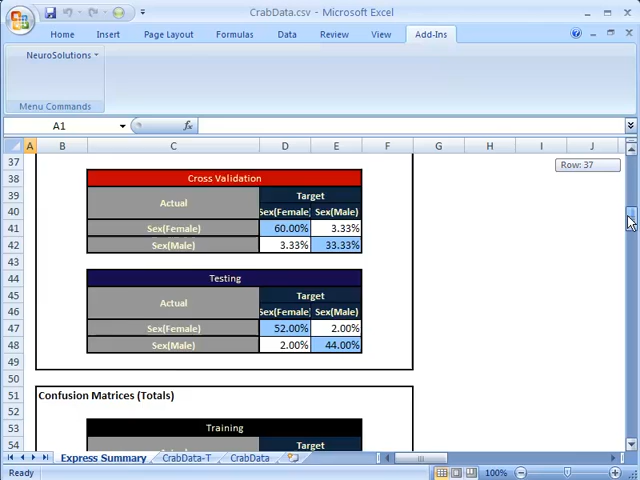 CrabData.csv - Microsoft Excel
Home Insert Page Layout Formulas Data Review View Add-Ins
NeuroSolutions
Menu Commands
A1 fx
A B C D E F G H I J
37 Row: 37
38 Cross Validation
39 Target
Actual
40 Sex(Female) Sex(Male)
41 Sex(Female) 60.00% 3.33%
42 Sex(Male) 3.33% 33.33%
43
44 Testing
45 Target
Actual
46 Sex(Female) Sex(Male)
47 Sex(Female) 52.00% 2.00%
48 Sex(Male) 2.00% 44.00%
49
50
51 Confusion Matrices (Totals)
52
53 Training
54 Target
Express Summary CrabData-T CrabData
Ready 100%